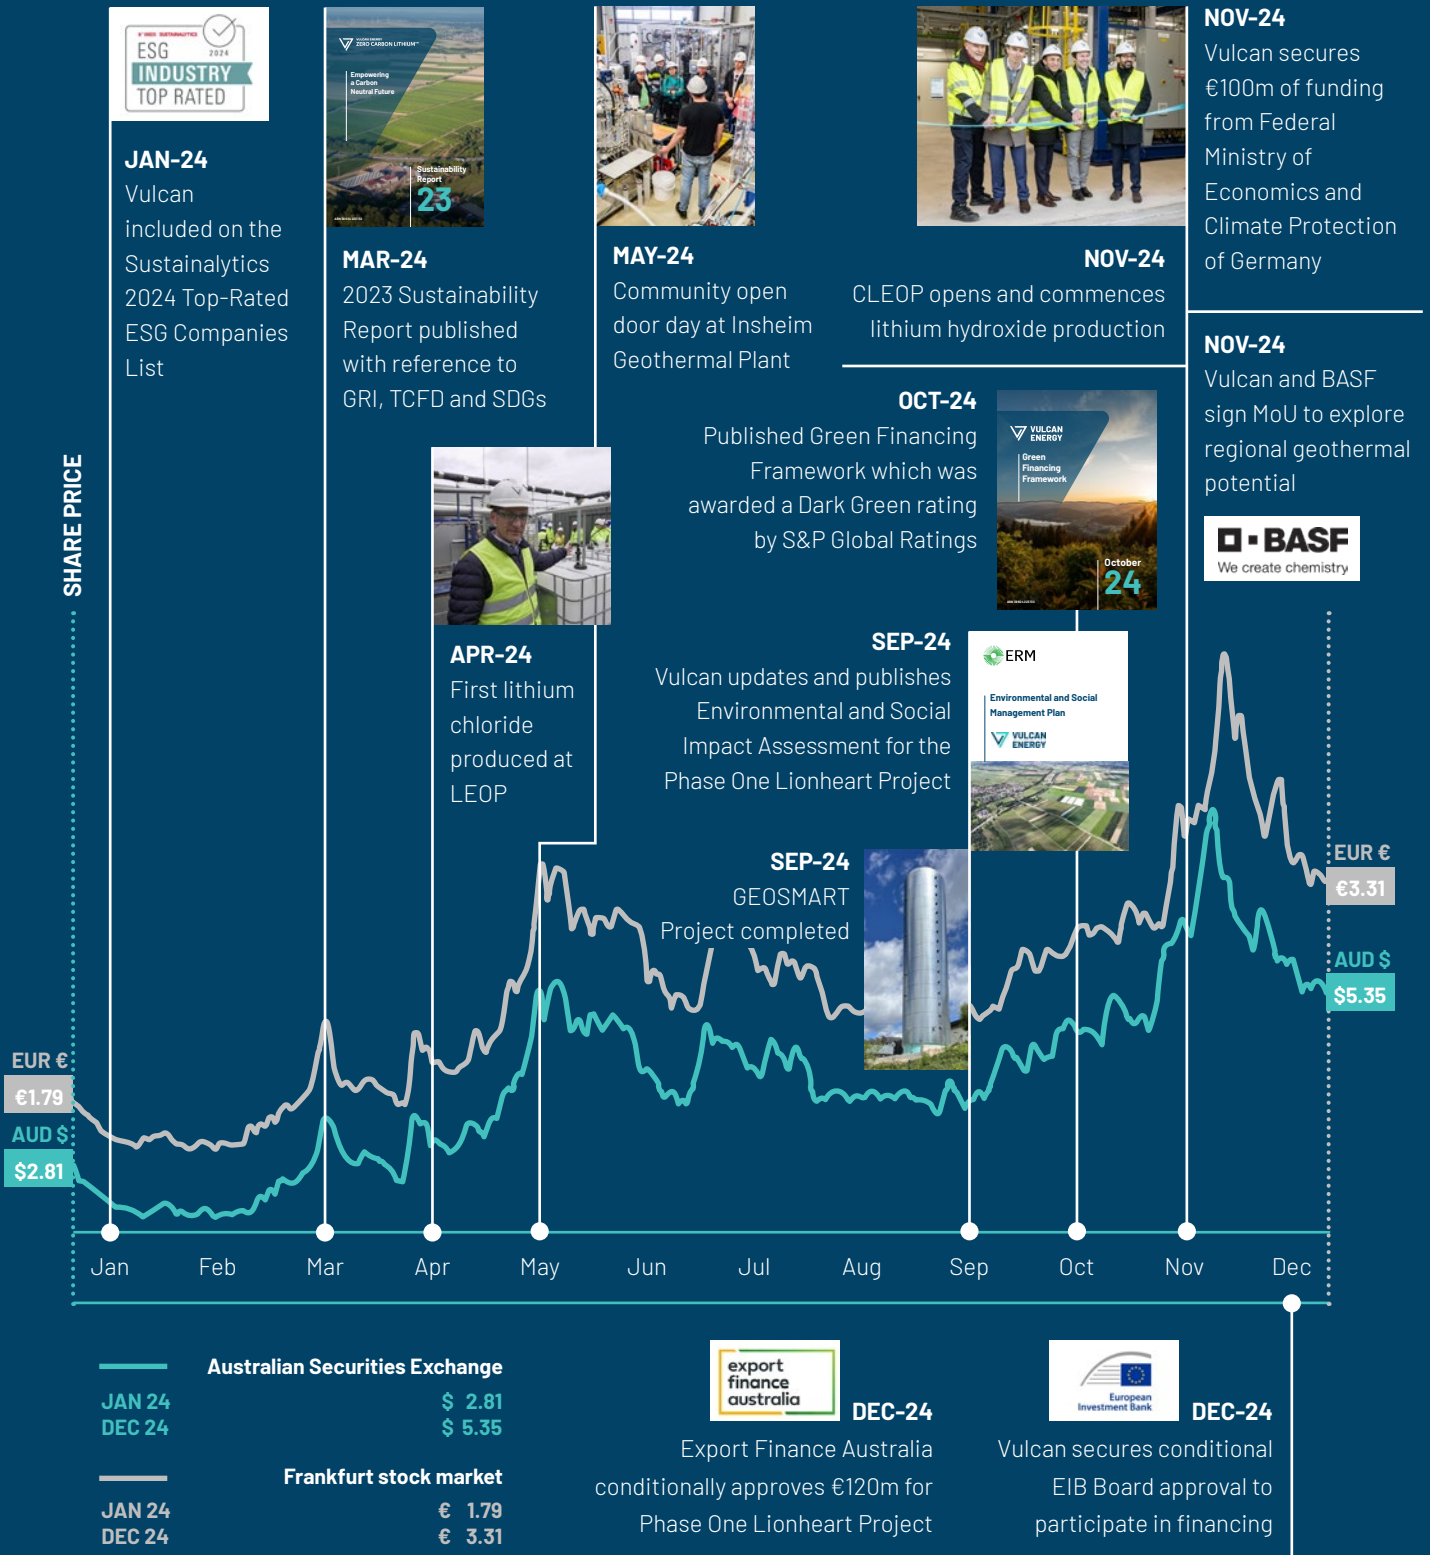 SUSTAINALYTICS
ESG
2024
INDUSTRY
TOP RATED
JAN-24
Vulcan
included on the
Sustainalytics
2024 Top-Rated
ESG Companies
List
VULCAN ENERGY
ZERO CARBON LITHIUM™
Empowering
a Carbon
Neutral Future
Sustainability
Report
23
MAR-24
2023 Sustainability
Report published
with reference to
GRI, TCFD and SDGs
MAY-24
Community open
door day at Insheim
Geothermal Plant
NOV-24
CLEOP opens and commences
lithium hydroxide production
NOV-24
Vulcan secures
€100m of funding
from Federal
Ministry of
Economics and
Climate Protection
of Germany
NOV-24
Vulcan and BASF
sign MoU to explore
regional geothermal
potential
BASF
We create chemistry
OCT-24
Published Green Financing
Framework which was
awarded a Dark Green rating
by S&P Global Ratings
VULCAN
ENERGY
Green
Financing
Framework
October
24
SHARE PRICE
APR-24
First lithium
chloride
produced at
LEOP
SEP-24
Vulcan updates and publishes
Environmental and Social
Impact Assessment for the
Phase One Lionheart Project
ERM
Environmental and Social
Management Plan
VULCAN
ENERGY
SEP-24
GEOSMART
Project completed
EUR €
€3.31
AUD $
$5.35
EUR €
€1.79
AUD $
$2.81
Jan Feb Mar Apr May Jun Jul Aug Sep Oct Nov Dec
Australian Securities Exchange
JAN 24 $ 2.81
DEC 24 $ 5.35
Frankfurt stock market
JAN 24 € 1.79
DEC 24 € 3.31
export
finance
australia
DEC-24
Export Finance Australia
conditionally approves €120m for
Phase One Lionheart Project
European
Investment Bank
DEC-24
Vulcan secures conditional
EIB Board approval to
participate in financing